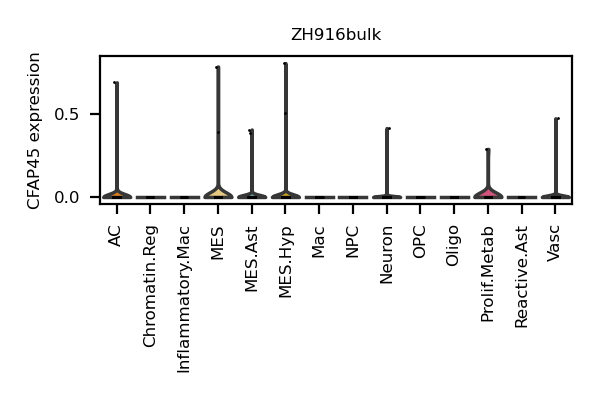 ZH916bulk
CFAP45 expression
0.5
0.0
AC
Chromatin.Reg
Inflammatory.Mac
MES
MES.Ast
MES.Hyp
Mac
NPC
Neuron
OPC
Oligo
Prolif.Metab
Reactive.Ast
Vasc